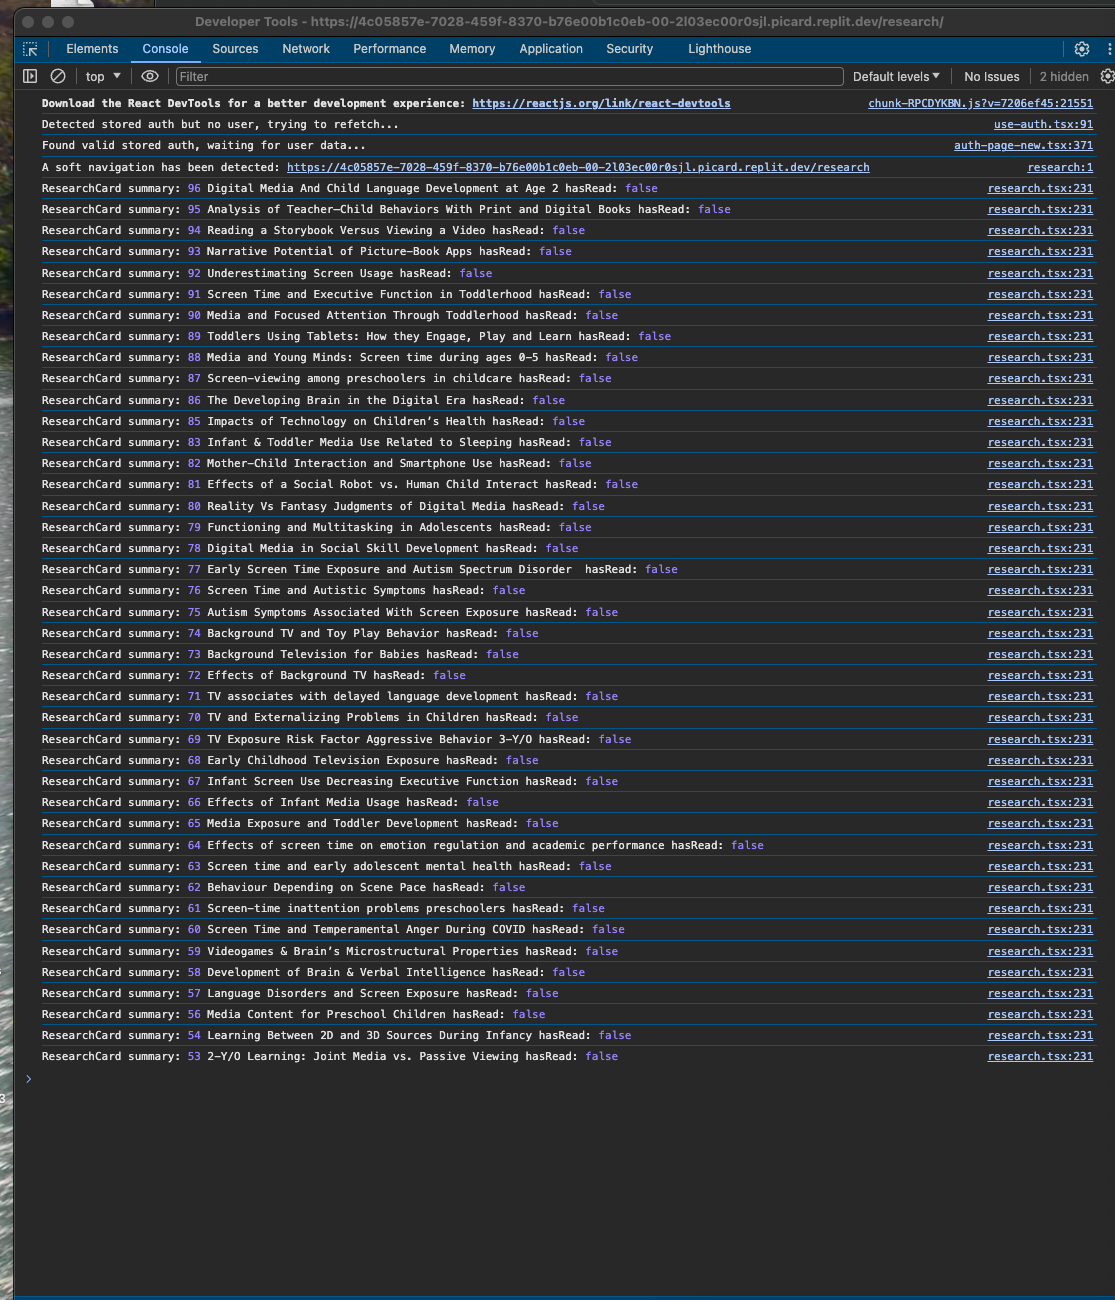 Developer Tools - https://4c05857e-7028-459f-8370-b76e00b1c0eb-00-2l03ec00r0sjl.picard.replit.dev/research/
Elements Console Sources Network Performance Memory Application Security Lighthouse
top Filter Default levels No Issues 2 hidden
Download the React DevTools for a better development experience: https://reactjs.org/link/react-devtools chunk-RPCDYKBN.js?v=7206ef45:21551
Detected stored auth but no user, trying to refetch... use-auth.tsx:91
Found valid stored auth, waiting for user data... auth-page-new.tsx:371
A soft navigation has been detected: https://4c05857e-7028-459f-8370-b76e00b1c0eb-00-2l03ec00r0sjl.picard.replit.dev/research research:1
ResearchCard summary: 96 Digital Media And Child Language Development at Age 2 hasRead: false research.tsx:231
ResearchCard summary: 95 Analysis of Teacher–Child Behaviors With Print and Digital Books hasRead: false research.tsx:231
ResearchCard summary: 94 Reading a Storybook Versus Viewing a Video hasRead: false research.tsx:231
ResearchCard summary: 93 Narrative Potential of Picture-Book Apps hasRead: false research.tsx:231
ResearchCard summary: 92 Underestimating Screen Usage hasRead: false research.tsx:231
ResearchCard summary: 91 Screen Time and Executive Function in Toddlerhood hasRead: false research.tsx:231
ResearchCard summary: 90 Media and Focused Attention Through Toddlerhood hasRead: false research.tsx:231
ResearchCard summary: 89 Toddlers Using Tablets: How they Engage, Play and Learn hasRead: false research.tsx:231
ResearchCard summary: 88 Media and Young Minds: Screen time during ages 0-5 hasRead: false research.tsx:231
ResearchCard summary: 87 Screen-viewing among preschoolers in childcare hasRead: false research.tsx:231
ResearchCard summary: 86 The Developing Brain in the Digital Era hasRead: false research.tsx:231
ResearchCard summary: 85 Impacts of Technology on Children's Health hasRead: false research.tsx:231
ResearchCard summary: 83 Infant & Toddler Media Use Related to Sleeping hasRead: false research.tsx:231
ResearchCard summary: 82 Mother-Child Interaction and Smartphone Use hasRead: false research.tsx:231
ResearchCard summary: 81 Effects of a Social Robot vs. Human Child Interact hasRead: false research.tsx:231
ResearchCard summary: 80 Reality Vs Fantasy Judgments of Digital Media hasRead: false research.tsx:231
ResearchCard summary: 79 Functioning and Multitasking in Adolescents hasRead: false research.tsx:231
ResearchCard summary: 78 Digital Media in Social Skill Development hasRead: false research.tsx:231
ResearchCard summary: 77 Early Screen Time Exposure and Autism Spectrum Disorder  hasRead: false research.tsx:231
ResearchCard summary: 76 Screen Time and Autistic Symptoms hasRead: false research.tsx:231
ResearchCard summary: 75 Autism Symptoms Associated With Screen Exposure hasRead: false research.tsx:231
ResearchCard summary: 74 Background TV and Toy Play Behavior hasRead: false research.tsx:231
ResearchCard summary: 73 Background Television for Babies hasRead: false research.tsx:231
ResearchCard summary: 72 Effects of Background TV hasRead: false research.tsx:231
ResearchCard summary: 71 TV associates with delayed language development hasRead: false research.tsx:231
ResearchCard summary: 70 TV and Externalizing Problems in Children hasRead: false research.tsx:231
ResearchCard summary: 69 TV Exposure Risk Factor Aggressive Behavior 3-Y/O hasRead: false research.tsx:231
ResearchCard summary: 68 Early Childhood Television Exposure hasRead: false research.tsx:231
ResearchCard summary: 67 Infant Screen Use Decreasing Executive Function hasRead: false research.tsx:231
ResearchCard summary: 66 Effects of Infant Media Usage hasRead: false research.tsx:231
ResearchCard summary: 65 Media Exposure and Toddler Development hasRead: false research.tsx:231
ResearchCard summary: 64 Effects of screen time on emotion regulation and academic performance hasRead: false research.tsx:231
ResearchCard summary: 63 Screen time and early adolescent mental health hasRead: false research.tsx:231
ResearchCard summary: 62 Behaviour Depending on Scene Pace hasRead: false research.tsx:231
ResearchCard summary: 61 Screen-time inattention problems preschoolers hasRead: false research.tsx:231
ResearchCard summary: 60 Screen Time and Temperamental Anger During COVID hasRead: false research.tsx:231
ResearchCard summary: 59 Videogames & Brain's Microstructural Properties hasRead: false research.tsx:231
ResearchCard summary: 58 Development of Brain & Verbal Intelligence hasRead: false research.tsx:231
ResearchCard summary: 57 Language Disorders and Screen Exposure hasRead: false research.tsx:231
ResearchCard summary: 56 Media Content for Preschool Children hasRead: false research.tsx:231
ResearchCard summary: 54 Learning Between 2D and 3D Sources During Infancy hasRead: false research.tsx:231
ResearchCard summary: 53 2-Y/O Learning: Joint Media vs. Passive Viewing hasRead: false research.tsx:231
3